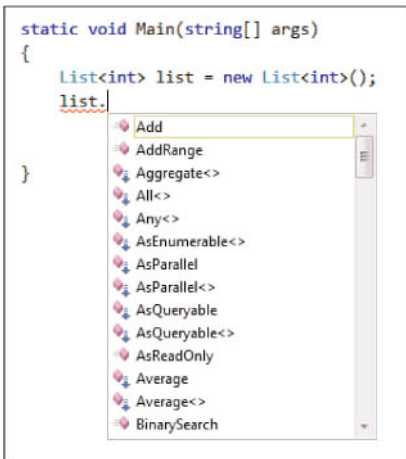 static void Main(string[] args)
{
List<int> list = new List<int>();
list.
Add
AddRange
Aggregate<>
All<>
Any<>
AsEnumerable<>
AsParallel
AsParallel<>
AsQueryable
AsQueryable<>
AsReadOnly
Average
Average<>
BinarySearch
}